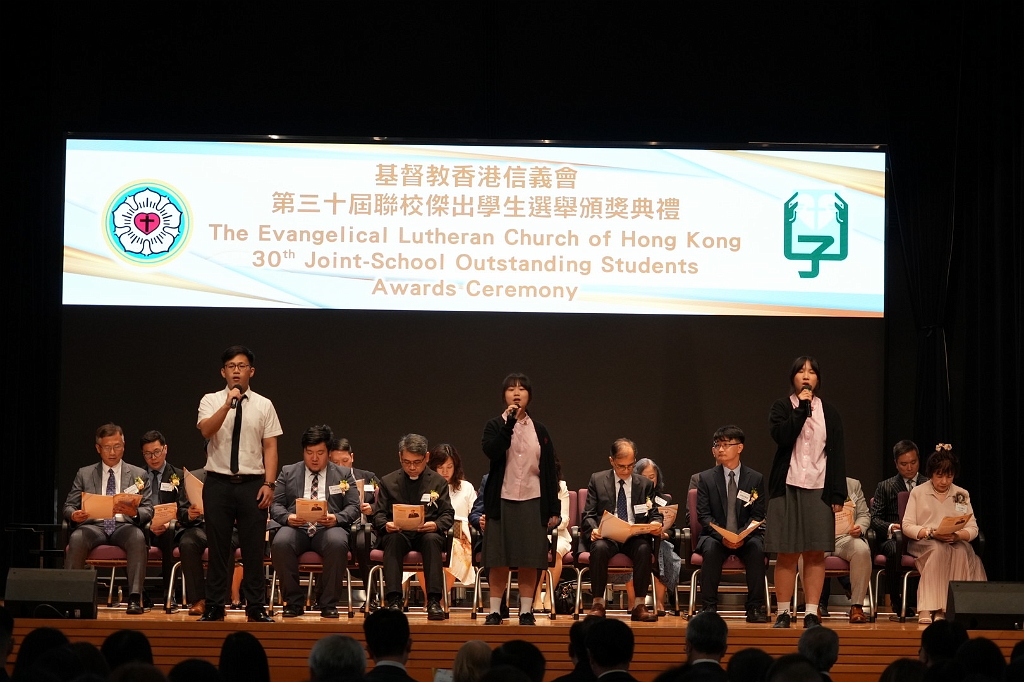 基督教香港信義會
第三十屆聯校傑出學生選舉頒獎典禮
The Evangelical Lutheran Church of Hong Kong
30th Joint-School Outstanding Students
Awards Ceremony